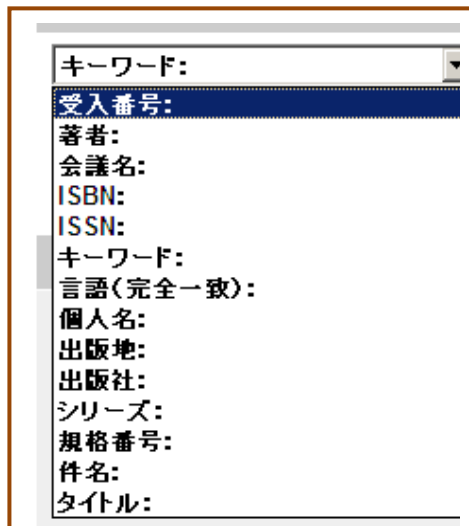 キーワード:
受入番号:
著者:
会議名:
ISBN:
ISSN:
キーワード:
言語(完全一致):
個人名:
出版地:
出版社:
シリーズ:
規格番号:
件名:
タイトル: